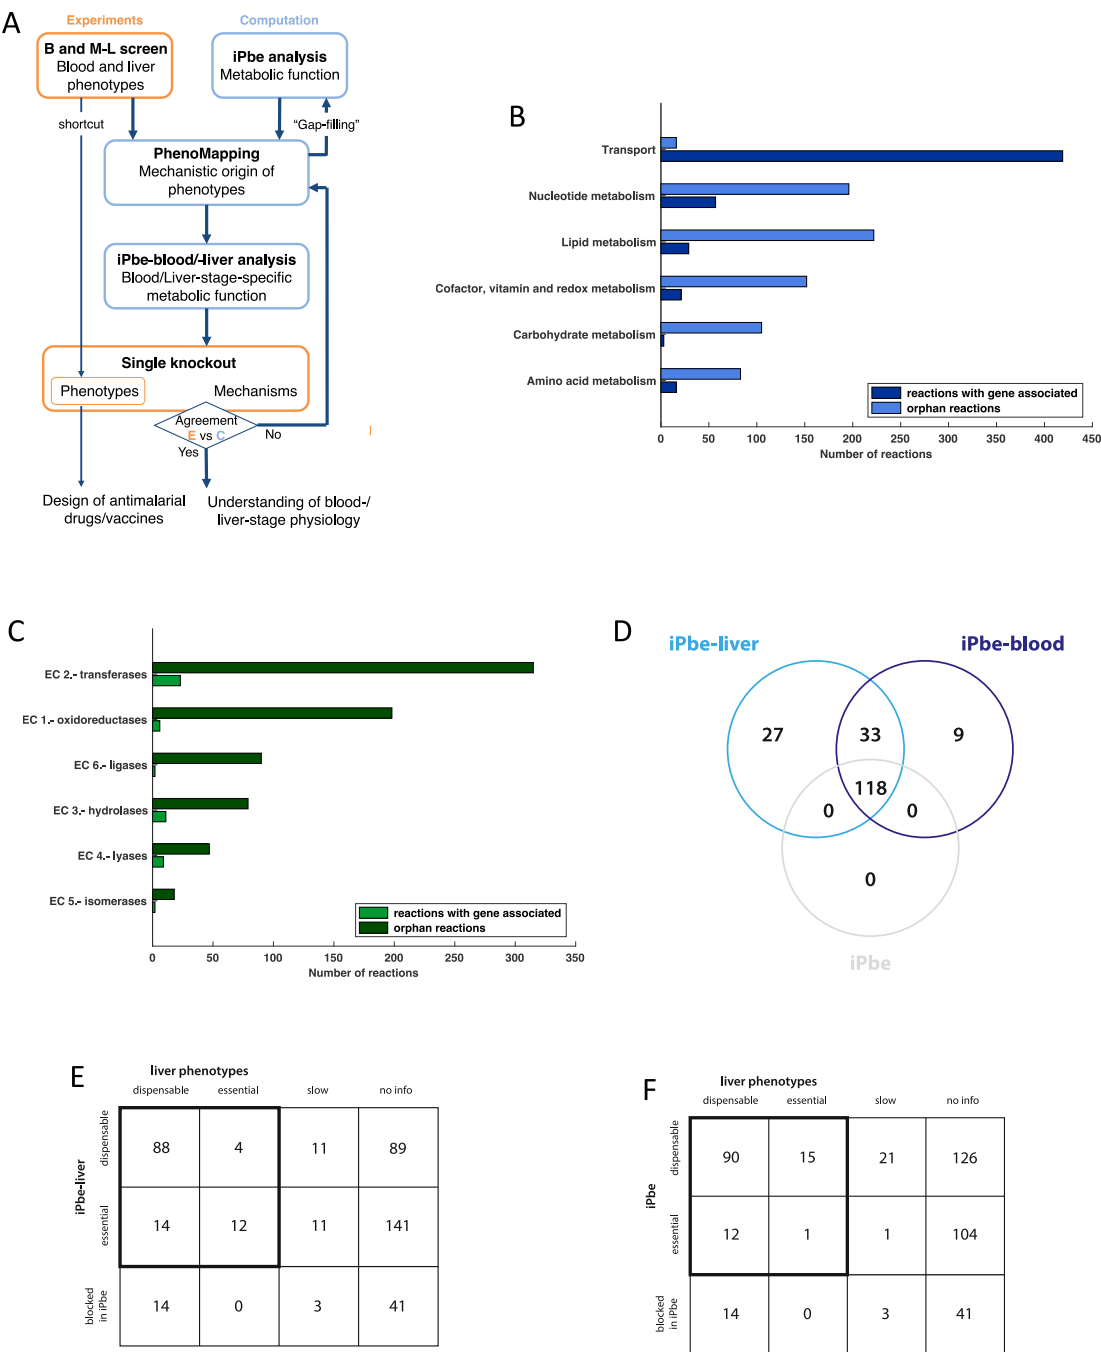 A
Experiments
Computation
B and M-L screen
Blood and liver
phenotypes
iPbe analysis
Metabolic function
shortcut
"Gap-filling"
PhenoMapping
Mechanistic origin of
phenotypes
iPbe-blood/-liver analysis
Blood/Liver-stage-specific
metabolic function
Single knockout
Phenotypes
Mechanisms
Agreement
E vs C
No
Yes
Design of antimalarial
drugs/vaccines
Understanding of blood-/
liver-stage physiology
B
Transport
Nucleotide metabolism
Lipid metabolism
Cofactor, vitamin and redox metabolism
Carbohydrate metabolism
Amino acid metabolism
reactions with gene associated
orphan reactions
0 50 100 150 200 250 300 350 400 450
Number of reactions
C
EC 2.- transferases
EC 1.- oxidoreductases
EC 6.- ligases
EC 3.- hydrolases
EC 4.- lyases
EC 5.- isomerases
reactions with gene associated
orphan reactions
0 50 100 150 200 250 300 350
Number of reactions
D
iPbe-liver
iPbe-blood
27 33 9
118
0 0
0
iPbe
E
liver phenotypes
dispensable essential slow no info
iPbe-liver
dispensable
88 4 11 89
essential
14 12 11 141
blocked
in iPbe
14 0 3 41
F
liver phenotypes
dispensable essential slow no info
iPbe
dispensable
90 15 21 126
essential
12 1 1 104
blocked
in iPbe
14 0 3 41